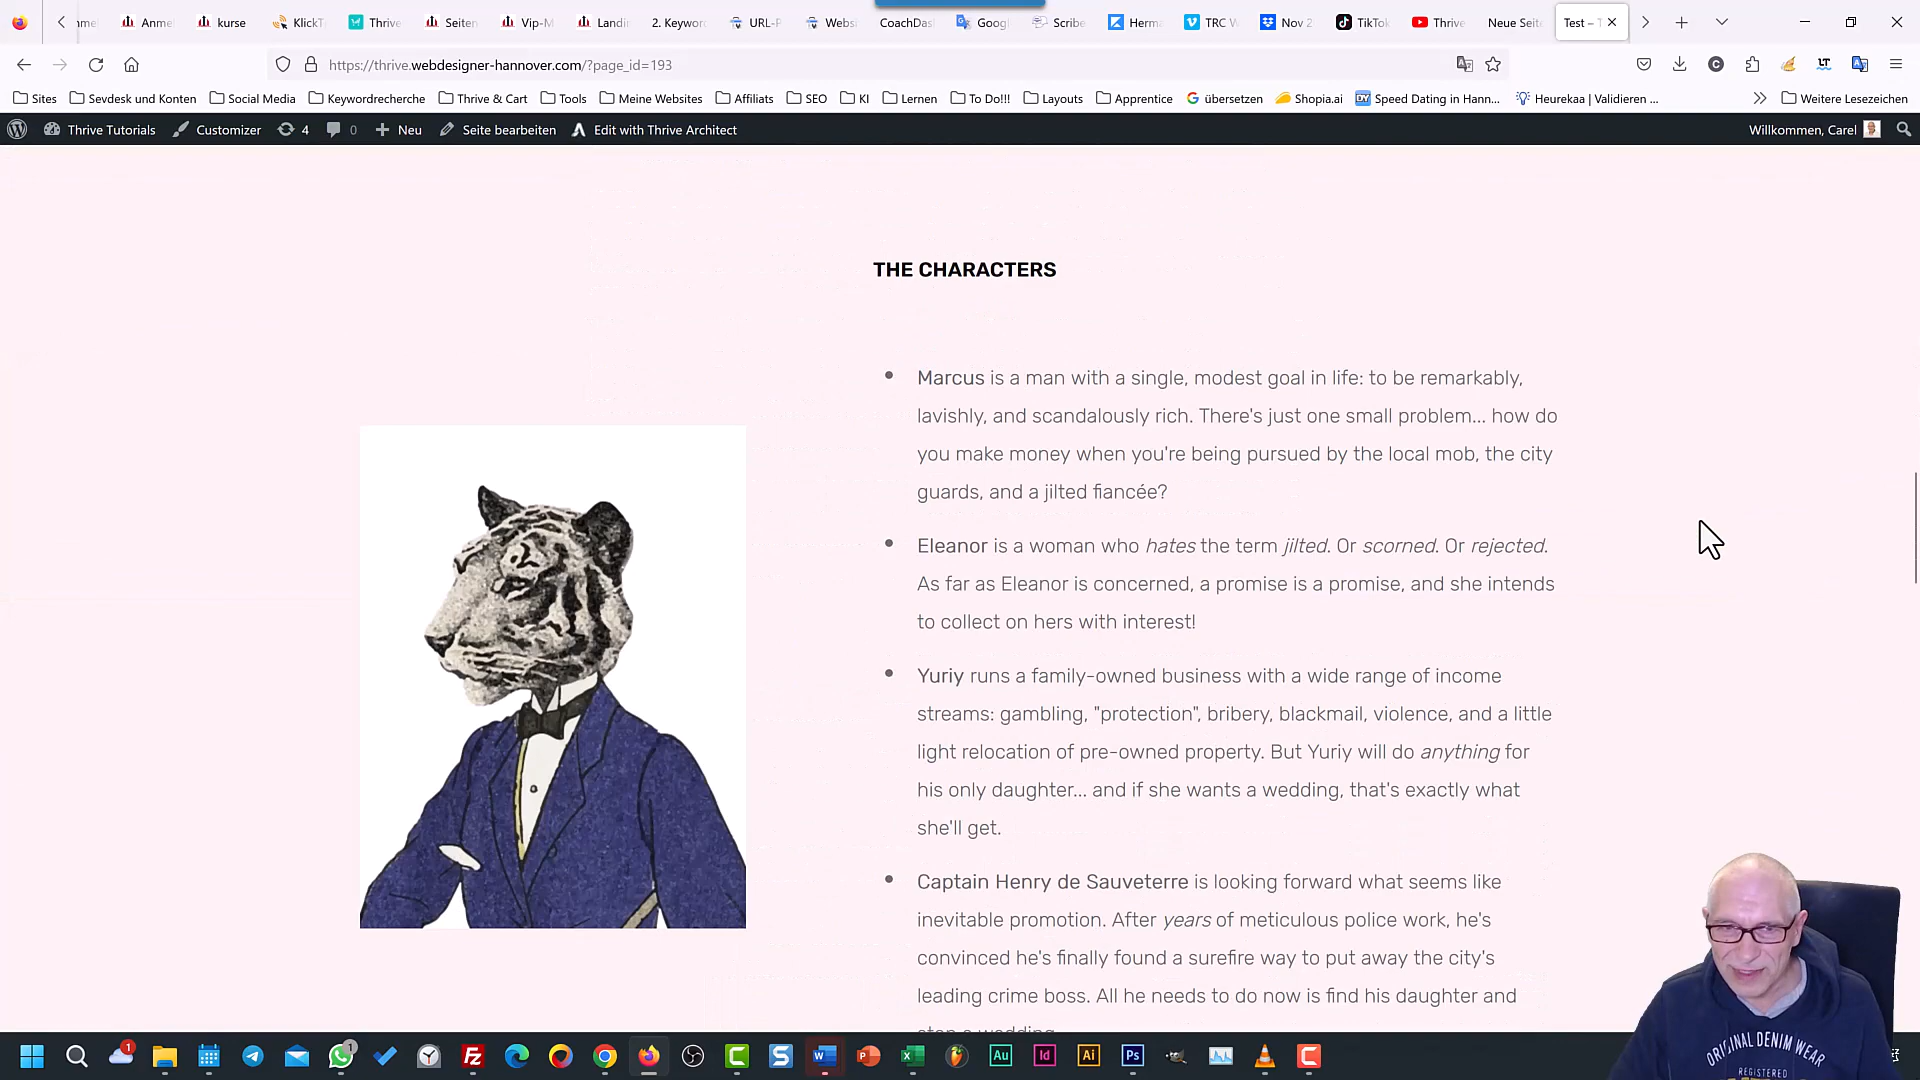 nmel
Anmel
kurse
KlickT
Thrive
Seiten
Vip-M
Landi
2. Keywor
URL-P
Websi
CoachDas
Googl
Scribe
Herma
TRC W
Nov 2
TikTok
Thrive
Neue Seite
Test – T
https://thrive.webdesigner-hannover.com/?page_id=193
Sites
Sevdesk und Konten
Social Media
Keywordrecherche
Thrive & Cart
Tools
Meine Websites
Affiliats
SEO
KI
Lernen
To Do!!!
Layouts
Apprentice
übersetzen
Shopia.ai
Speed Dating in Hann...
Heurekaa | Validieren ...
Weitere Lesezeichen
Thrive Tutorials
Customizer
4
0
Neu
Seite bearbeiten
Edit with Thrive Architect
Willkommen, Carel
THE CHARACTERS
Marcus is a man with a single, modest goal in life: to be remarkably,
lavishly, and scandalously rich. There's just one small problem... how do
you make money when you're being pursued by the local mob, the city
guards, and a jilted fiancée?
Eleanor is a woman who hates the term jilted. Or scorned. Or rejected.
As far as Eleanor is concerned, a promise is a promise, and she intends
to collect on hers with interest!
Yuriy runs a family-owned business with a wide range of income
streams: gambling, "protection", bribery, blackmail, violence, and a little
light relocation of pre-owned property. But Yuriy will do anything for
his only daughter... and if she wants a wedding, that's exactly what
she'll get.
Captain Henry de Sauveterre is looking forward what seems like
inevitable promotion. After years of meticulous police work, he's
convinced he's finally found a surefire way to put away the city's
leading crime boss. All he needs to do now is find his daughter and
stop a wedding.
ORIGINAL DENIM WEAR
REGISTERED